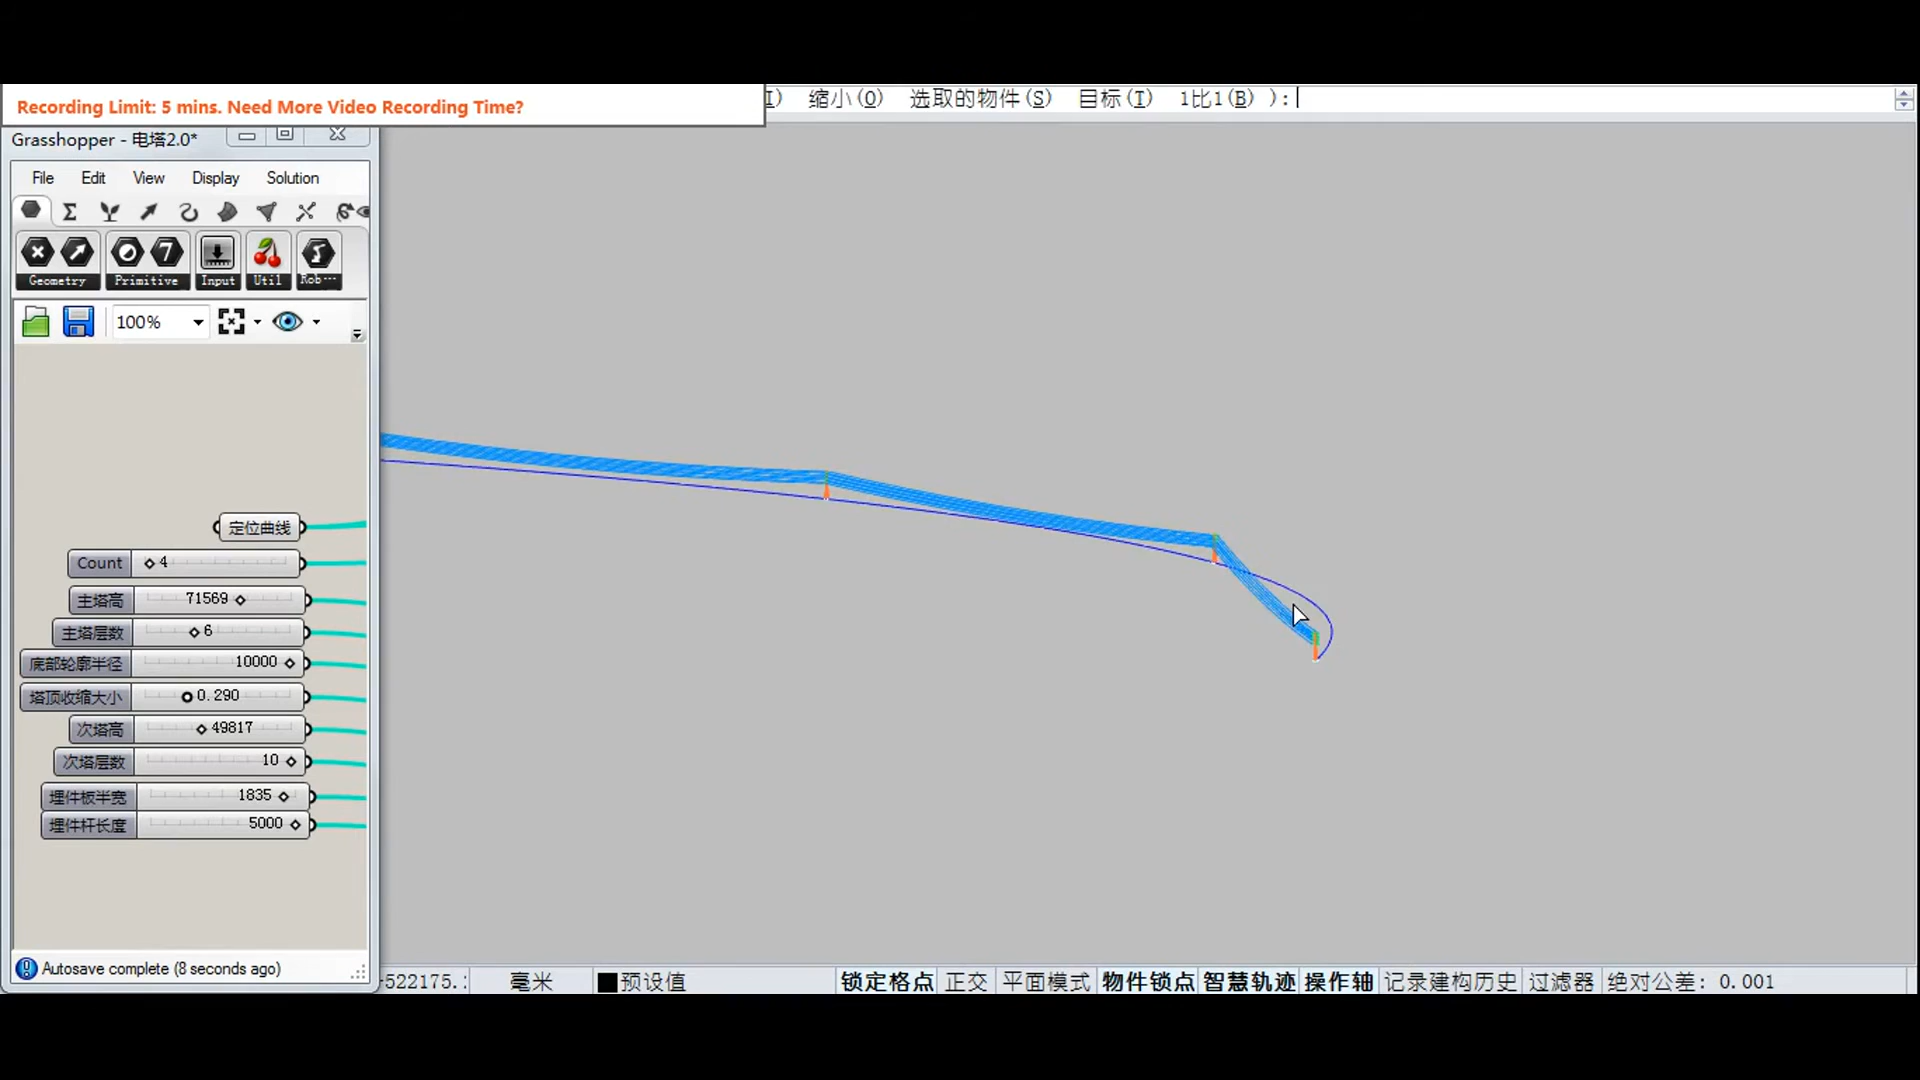 Recording Limit: 5 mins. Need More Video Recording Time?
I) 缩小(O) 选取的物件(S) 目标(T) 1比1(B) ):
Grasshopper - 电塔2.0*
File Edit View Display Solution
Geometry Primitive Input Util Rob···
100%
定位曲线
Count 4
主塔高 71569
主塔层数 6
底部轮廓半径 10000
塔顶收缩大小 0.290
次塔高 49817
次塔层数 10
埋件板半宽 1835
埋件杆长度 5000
Autosave complete (8 seconds ago)
-522175.: 毫米 预设值 锁定格点 正交 平面模式 物件锁点 智慧轨迹 操作轴 记录建构历史 过滤器 绝对公差: 0.001